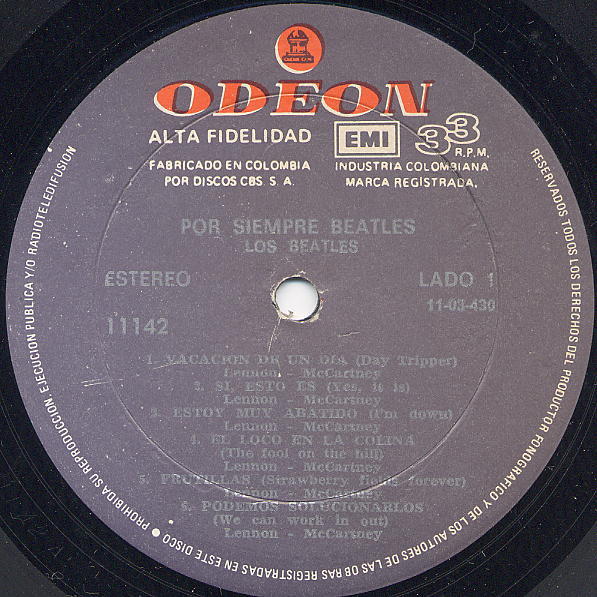 ODEON
ALTA FIDELIDAD
EMI
33
R.P.M.
FABRICADO EN COLOMBIA
POR DISCOS CBS. S. A.
INDUSTRIA COLOMBIANA
MARCA REGISTRADA.
POR SIEMPRE BEATLES
LOS BEATLES
ESTEREO
LADO 1
11-03-430
11142
1. VACACION DE UN DIA (Day Tripper)
Lennon - McCartney
2. SI, ESTO ES (Yes, it is)
Lennon - McCartney
3. ESTOY MUY ABATIDO (I'm down)
Lennon - McCartney
4. EL LOCO EN LA COLINA
(The fool on the hill)
Lennon - McCartney
5. FRUTILLAS (Strawberry fields forever)
Lennon - McCartney
6. PODEMOS SOLUCIONARLOS
(We can work in out)
Lennon - McCartney
RESERVADOS TODOS LOS DERECHOS DEL PRODUCTOR FONOGRAFICO Y DE LOS AUTORES DE LAS OBRAS REGISTRADAS EN ESTE DISCO ● PROHIBIDA SU REPRODUCCION, EJECUCION PUBLICA Y/O RADIOTELEDIFUSION